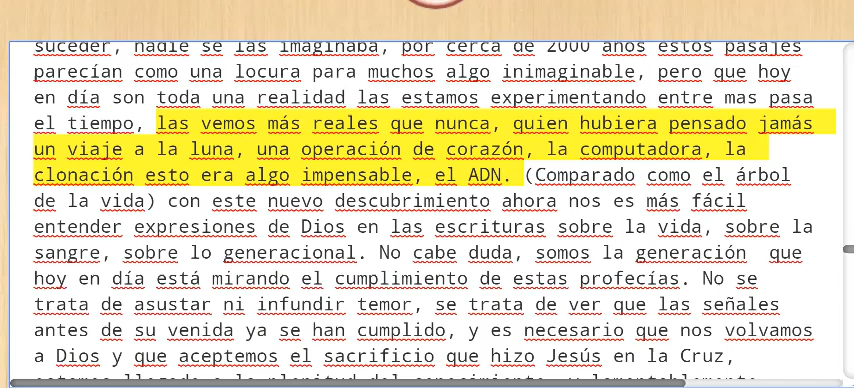 suceder, nadie se las imaginaba, por cerca de 2000 años estos pasajes
parecían como una locura para muchos algo inimaginable, pero que hoy
en día son toda una realidad las estamos experimentando entre mas pasa
el tiempo, las vemos más reales que nunca, quien hubiera pensado jamás
un viaje a la luna, una operación de corazón, la computadora, la
clonación esto era algo impensable, el ADN. (Comparado como el árbol
de la vida) con este nuevo descubrimiento ahora nos es más fácil
entender expresiones de Dios en las escrituras sobre la vida, sobre la
sangre, sobre lo generacional. No cabe duda, somos la generación que
hoy en día está mirando el cumplimiento de estas profecías. No se
trata de asustar ni infundir temor, se trata de ver que las señales
antes de su venida ya se han cumplido, y es necesario que nos volvamos
a Dios y que aceptemos el sacrificio que hizo Jesús en la Cruz,